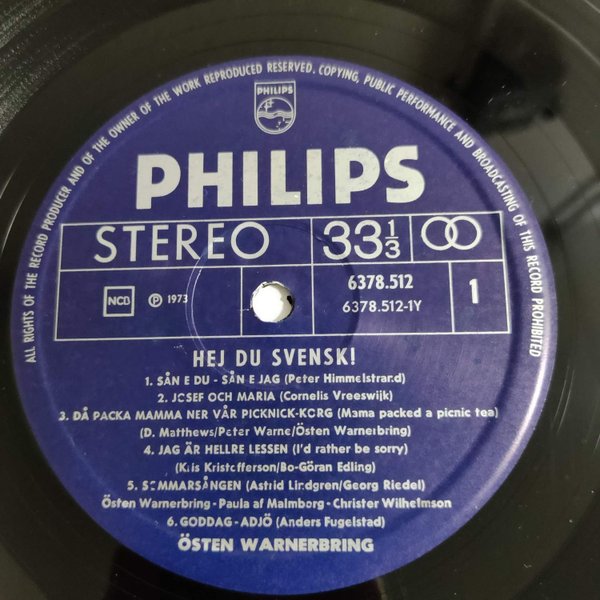 ALL RIGHTS OF THE RECORD PRODUCER AND OF THE OWNER OF THE WORK REPRODUCED RESERVED. COPYING, PUBLIC PERFORMANCE AND BROADCASTING OF THIS RECORD PROHIBITED
PHILIPS
PHILIPS
STEREO 33 1/3
NCB Ⓟ 1973 6378.512 1
6378.512-1Y
HEJ DU SVENSK!
1. SÅN E DU - SÅN E JAG (Peter Himmelstrand)
2. JOSEF OCH MARIA (Cornelis Vreeswijk)
3. DÅ PACKA MAMMA NER VÅR PICKNICK-KORG (Mama packed a picnic tea)
(D. Matthews/Peter Warne/Östen Warnerbring)
4. JAG ÄR HELLRE LESSEN (I'd rather be sorry)
(Kris Kristofferson/Bo-Göran Edling)
5. SOMMARSÅNGEN (Astrid Lindgren/Georg Riedel)
Östen Warnerbring - Paula af Malmborg - Christer Wilhelmson
6. GODDAG - ADJÖ (Anders Fugelstad)
ÖSTEN WARNERBRING